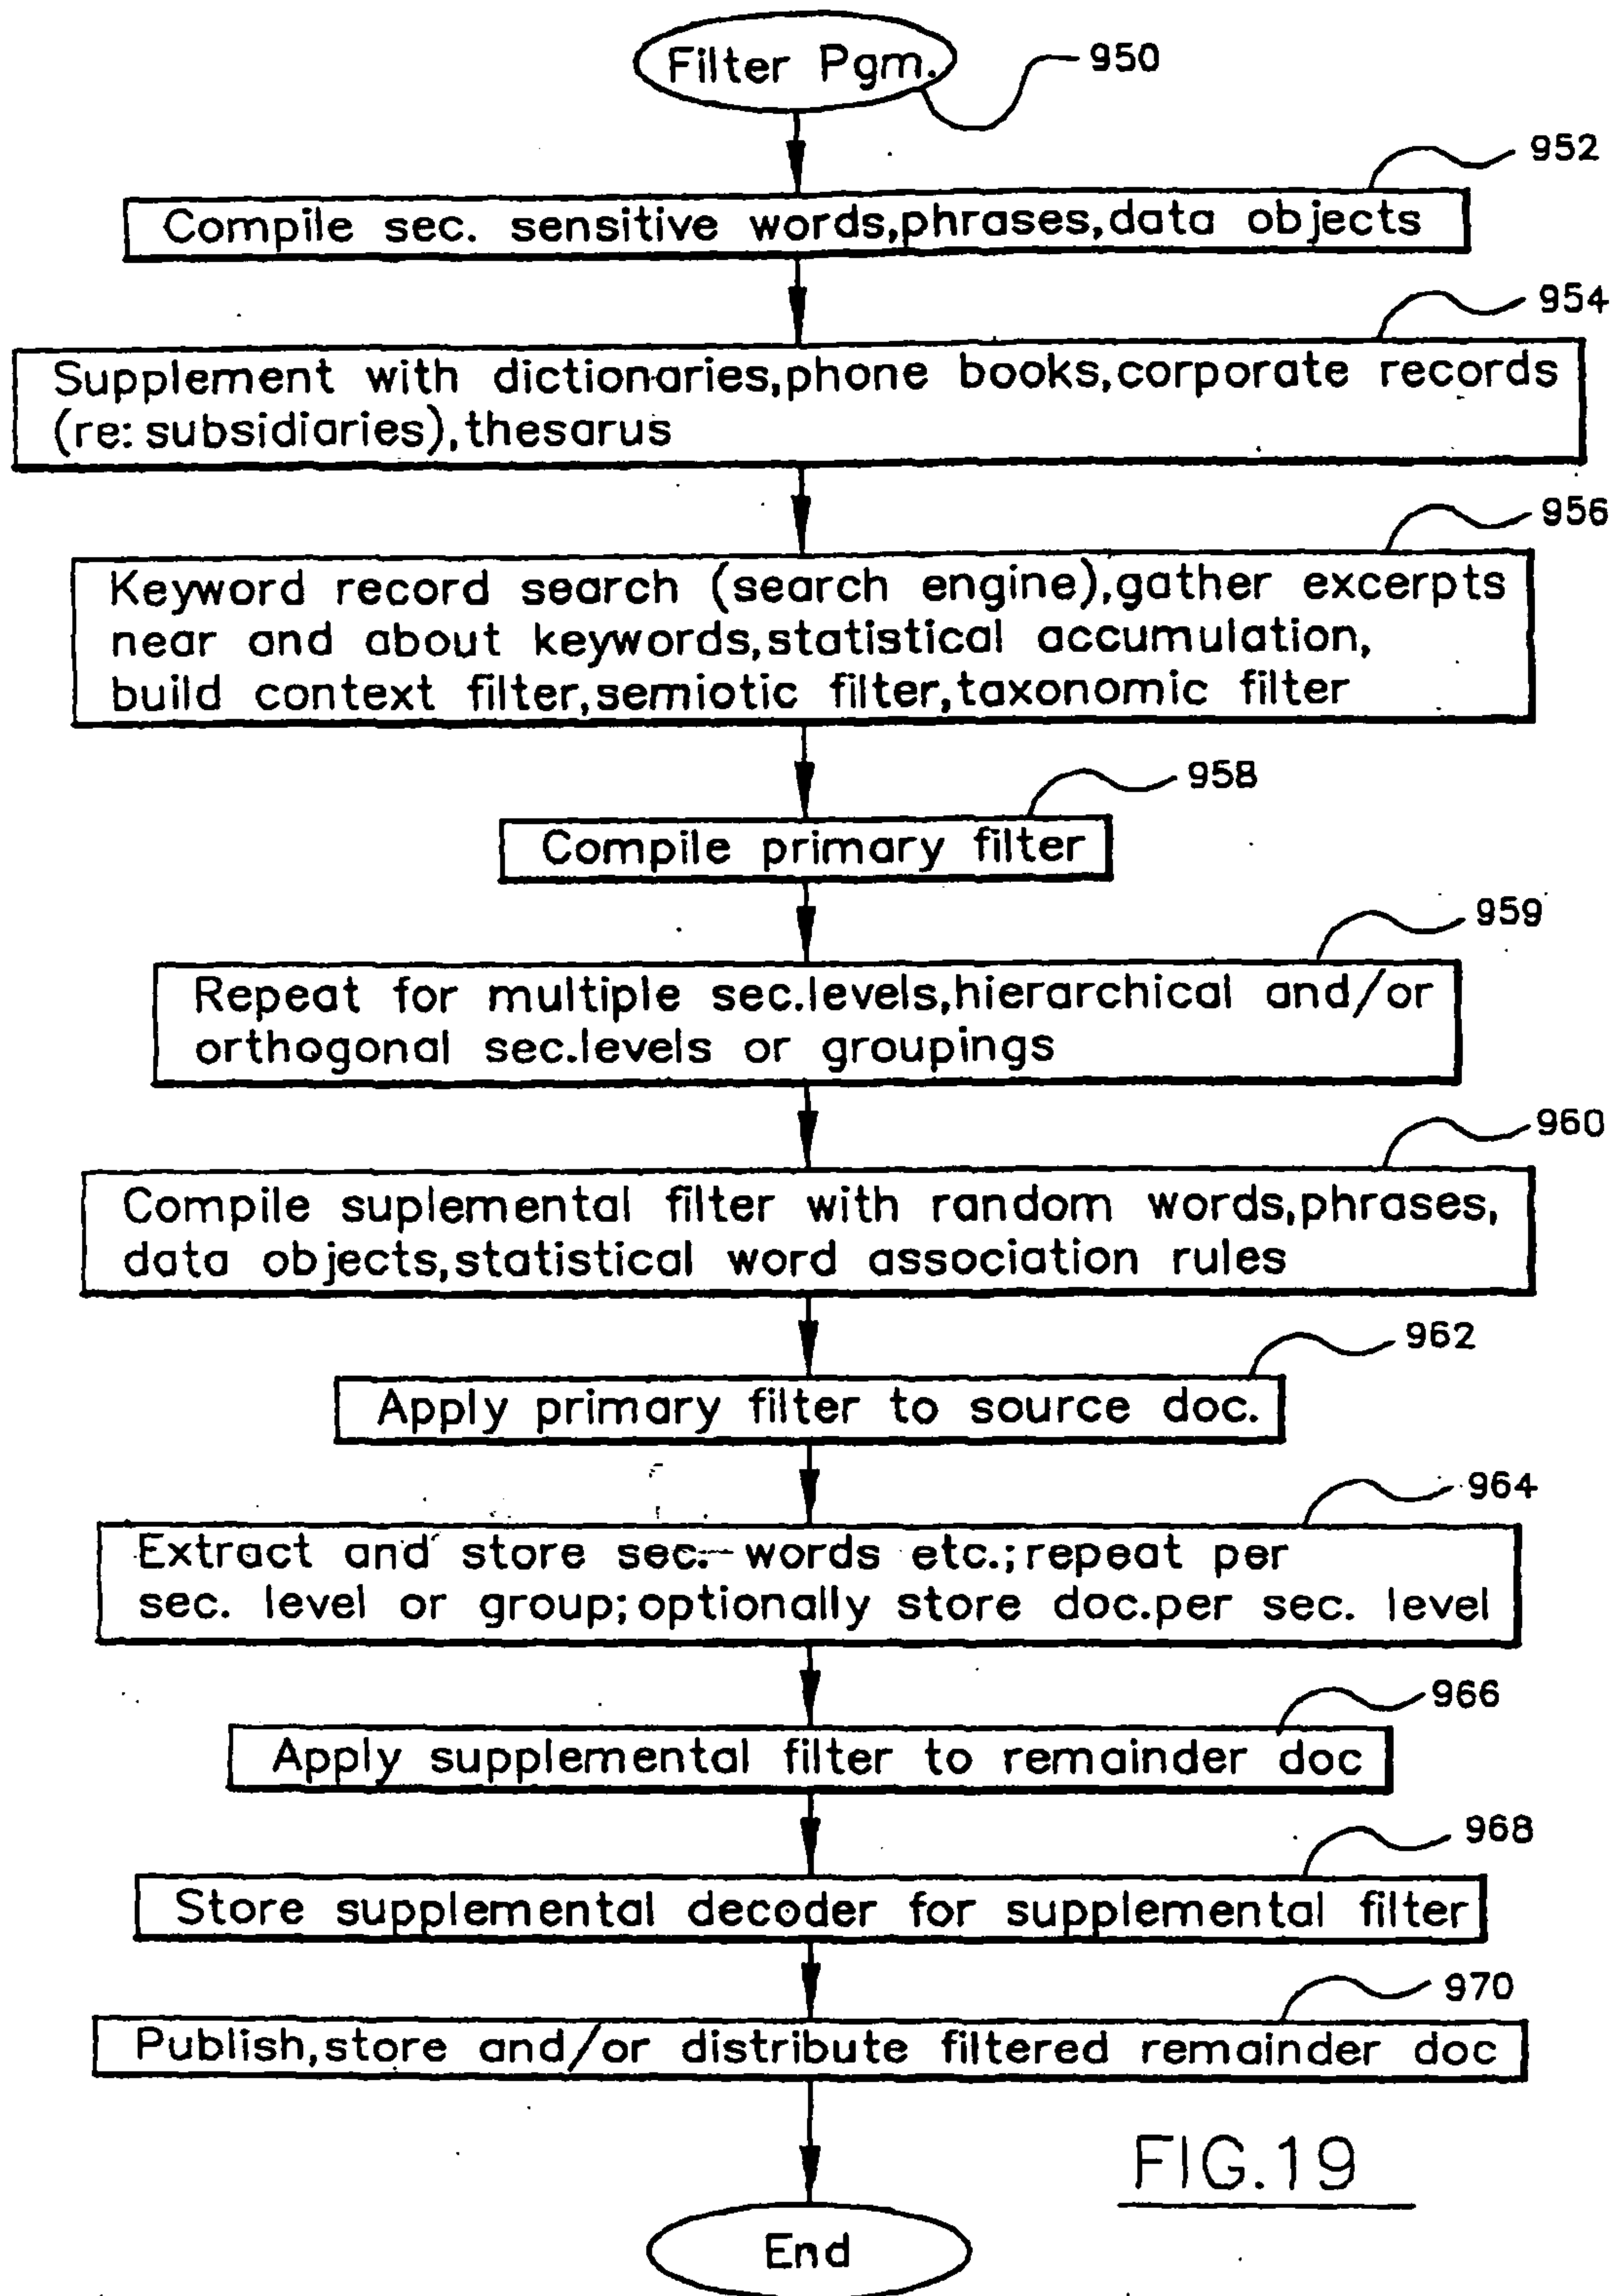 Filter Pgm.
950
952
Compile sec. sensitive words,phrases,data objects
954
Supplement with dictionaries,phone books,corporate records
(re: subsidiaries),thesarus
956
Keyword record search (search engine),gather excerpts
near and about keywords,statistical accumulation,
build context filter,semiotic filter,taxonomic filter
958
Compile primary filter
959
Repeat for multiple sec.levels,hierarchical and/or
orthogonal sec.levels or groupings
960
Compile suplemental filter with random words,phrases,
data objects,statistical word association rules
962
Apply primary filter to source doc.
964
Extract and store sec.-words etc.;repeat per
sec. level or group;optionally store doc.per sec. level
966
Apply supplemental filter to remainder doc
968
Store supplemental decoder for supplemental filter
970
Publish,store and/or distribute filtered remainder doc
FIG.19
End